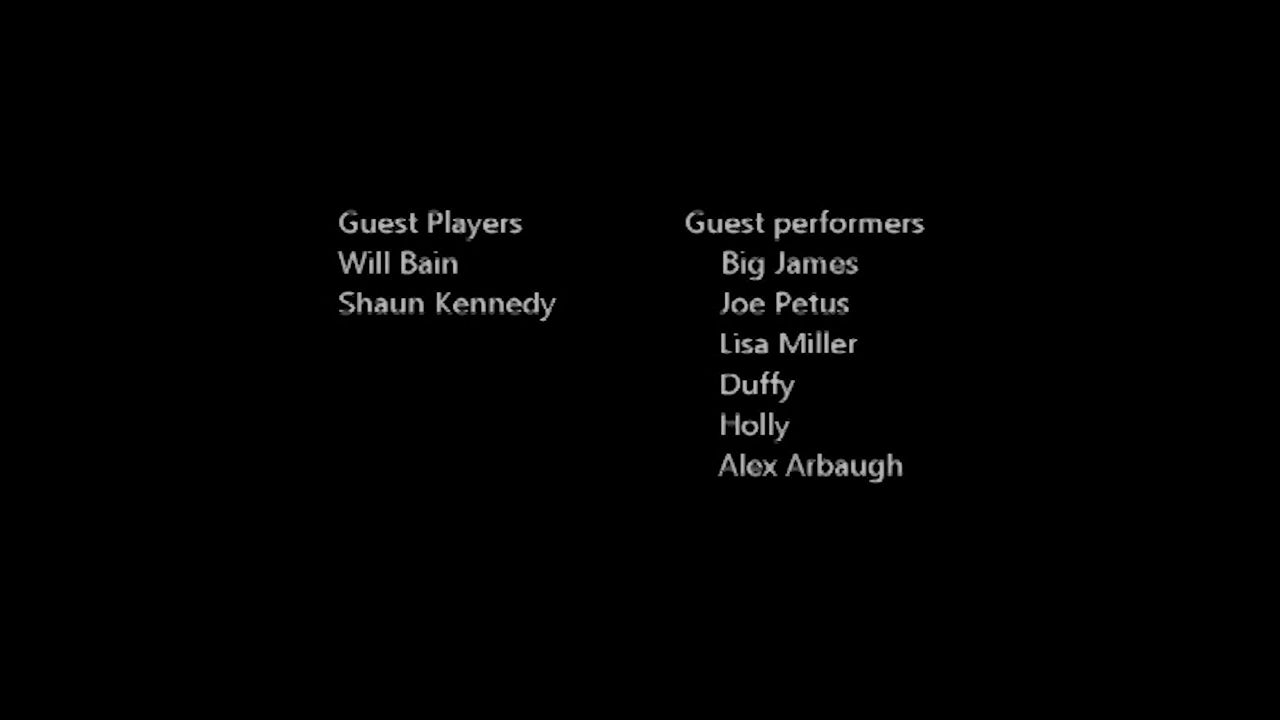 Guest Players
Will Bain
Shaun Kennedy
Guest performers
Big James
Joe Petus
Lisa Miller
Duffy
Holly
Alex Arbaugh